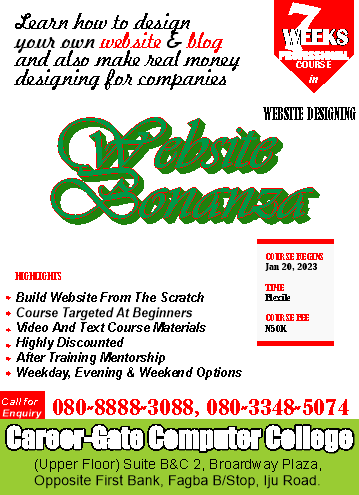 Learn how to design
your own website & blog
and also make real money
designing for companies
7
WEEKS
PROFESSIONAL
COURSE
in
WEBSITE DESIGNING
Website
Bonanza
COURSE BEGINS
Jan 20, 2023
TIME
Flexile
COURSE FEE
N50K
HIGHLIGHTS
Build Website From The Scratch
Course Targeted At Beginners
Video And Text Course Materials
Highly Discounted
After Training Mentorship
Weekday, Evening & Weekend Options
Call for
Enquiry
080-8888-3088, 080-3348-5074
Career-Gate Computer College
(Upper Floor) Suite B&C 2, Broardway Plaza,
Opposite First Bank, Fagba B/Stop, Iju Road.